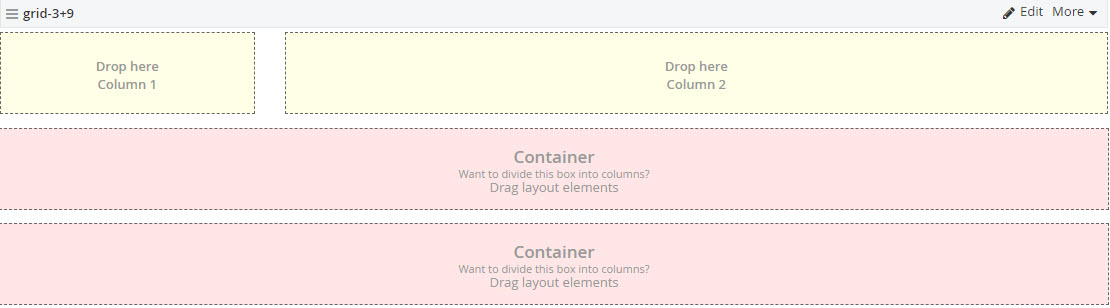 grid-3+9
Edit More
Drop here
Column 1
Drop here
Column 2
Container
Want to divide this box into columns?
Drag layout elements
Container
Want to divide this box into columns?
Drag layout elements